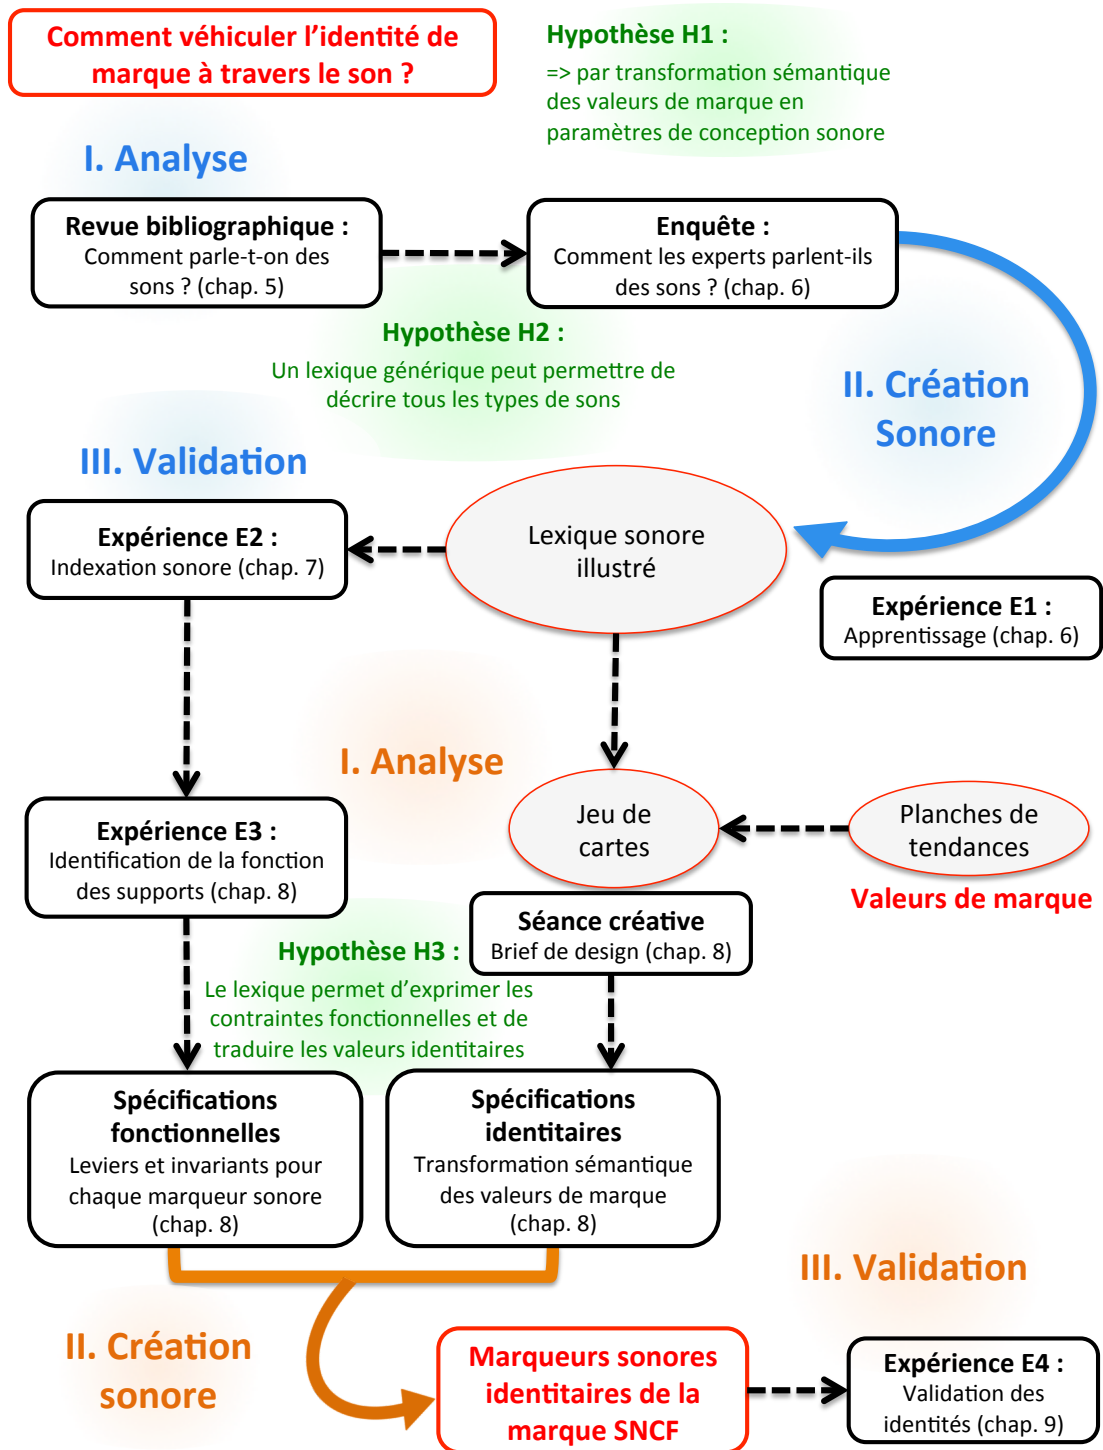 Comment véhiculer l'identité de
marque à travers le son ?
Hypothèse H1 :
=> par transformation sémantique
des valeurs de marque en
paramètres de conception sonore
I. Analyse
Revue bibliographique :
Comment parle-t-on des
sons ? (chap. 5)
Enquête :
Comment les experts parlent-ils
des sons ? (chap. 6)
Hypothèse H2 :
Un lexique générique peut permettre de
décrire tous les types de sons
II. Création
Sonore
III. Validation
Expérience E2 :
Indexation sonore (chap. 7)
Lexique sonore
illustré
Expérience E1 :
Apprentissage (chap. 6)
I. Analyse
Expérience E3 :
Identification de la fonction
des supports (chap. 8)
Jeu de
cartes
Planches de
tendances
Valeurs de marque
Séance créative
Brief de design (chap. 8)
Hypothèse H3 :
Le lexique permet d'exprimer les
contraintes fonctionnelles et de
traduire les valeurs identitaires
Spécifications
fonctionnelles
Leviers et invariants pour
chaque marqueur sonore
(chap. 8)
Spécifications
identitaires
Transformation sémantique
des valeurs de marque
(chap. 8)
III. Validation
II. Création
sonore
Marqueurs sonores
identitaires de la
marque SNCF
Expérience E4 :
Validation des
identités (chap. 9)